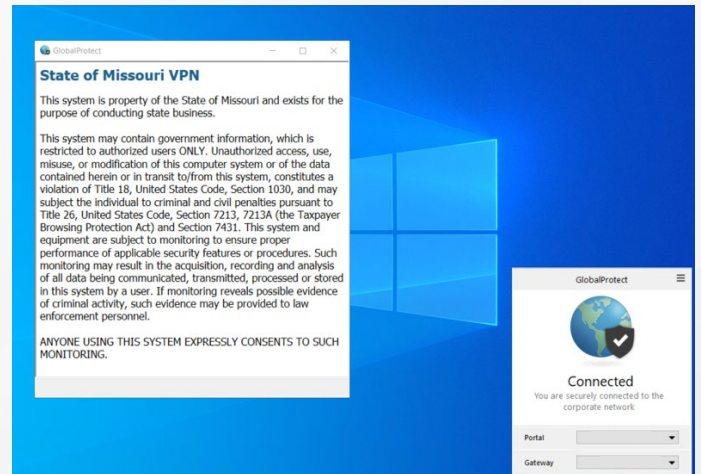 GlobalProtect
State of Missouri VPN
This system is property of the State of Missouri and exists for the
purpose of conducting state business.
This system may contain government information, which is
restricted to authorized users ONLY. Unauthorized access, use,
misuse, or modification of this computer system or of the data
contained herein or in transit to/from this system, constitutes a
violation of Title 18, United States Code, Section 1030, and may
subject the individual to criminal and civil penalties pursuant to
Title 26, United States Code, Section 7213, 7213A (the Taxpayer
Browsing Protection Act) and Section 7431. This system and
equipment are subject to monitoring to ensure proper
performance of applicable security features or procedures. Such
monitoring may result in the acquisition, recording and analysis
of all data being communicated, transmitted, processed or stored
in this system by a user. If monitoring reveals possible evidence
of criminal activity, such evidence may be provided to law
enforcement personnel.
ANYONE USING THIS SYSTEM EXPRESSLY CONSENTS TO SUCH
MONITORING.
GlobalProtect
Connected
You are securely connected to the
corporate network
Portal
Gateway